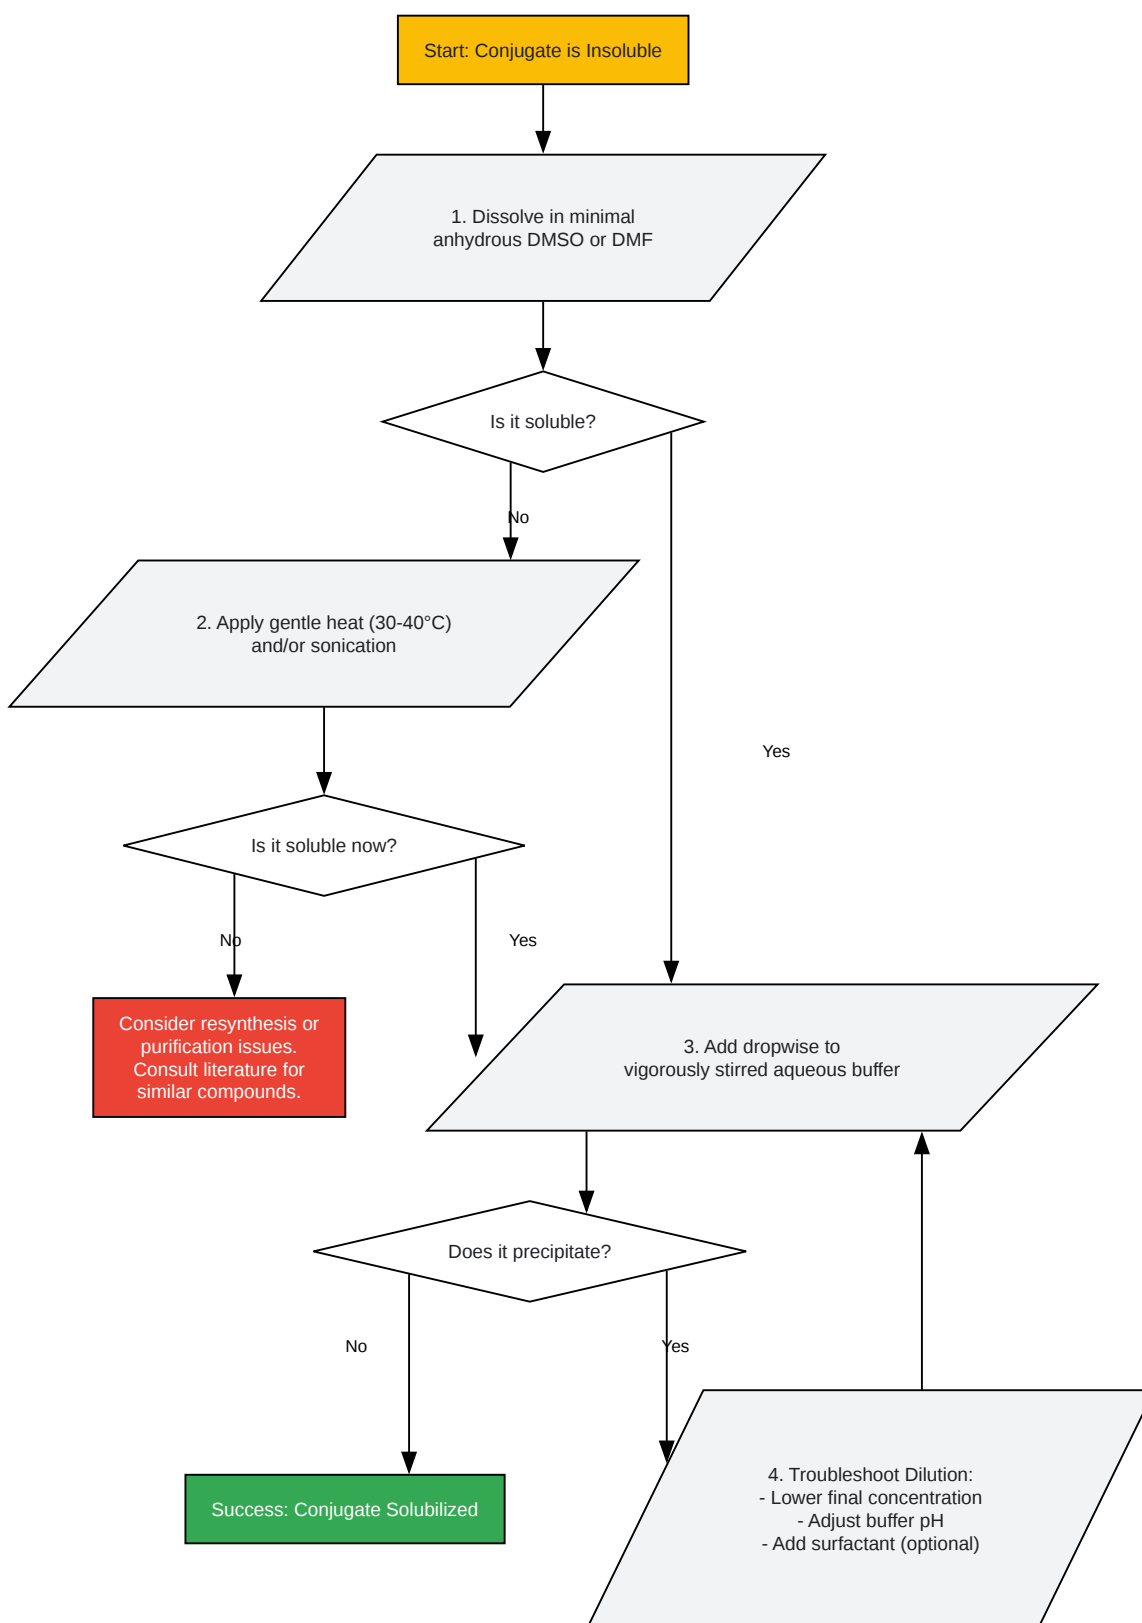 Start: Conjugate is Insoluble
1. Dissolve in minimal
anhydrous DMSO or DMF
Is it soluble?
No
2. Apply gentle heat (30-40°C)
and/or sonication
Yes
Is it soluble now?
No
Yes
Consider resynthesis or
purification issues.
Consult literature for
similar compounds.
3. Add dropwise to
vigorously stirred aqueous buffer
Does it precipitate?
No
Yes
4. Troubleshoot Dilution:
- Lower final concentration
- Adjust buffer pH
- Add surfactant (optional)
Success: Conjugate Solubilized